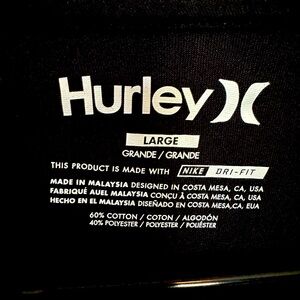 Hurley
LARGE
GRANDE / GRANDE
THIS PRODUCT IS MADE WITH NIKE DRI-FIT
MADE IN MALAYSIA DESIGNED IN COSTA MESA, CA, USA
FABRIQUÉ AUEL MALAYSIA CONÇU À COSTA MESA, CA, USA
HECHO EN EL MALAYSIA DISEÑADO EN COSTA MESA,CA, EUA
60% COTTON / COTON / ALGODÓN
40% POLYESTER / POLYESTER / POLIÉSTER